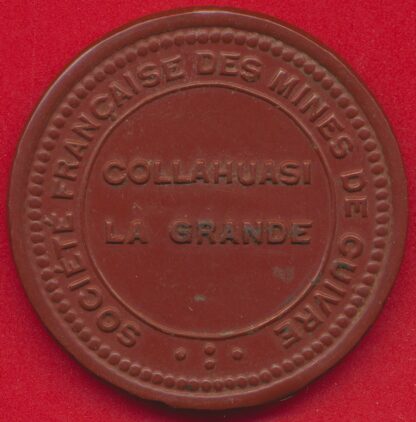 SOCIÉTÉ FRANÇAISE DES MINES DE CUIVRE
COLLAHUASI
LA GRANDE